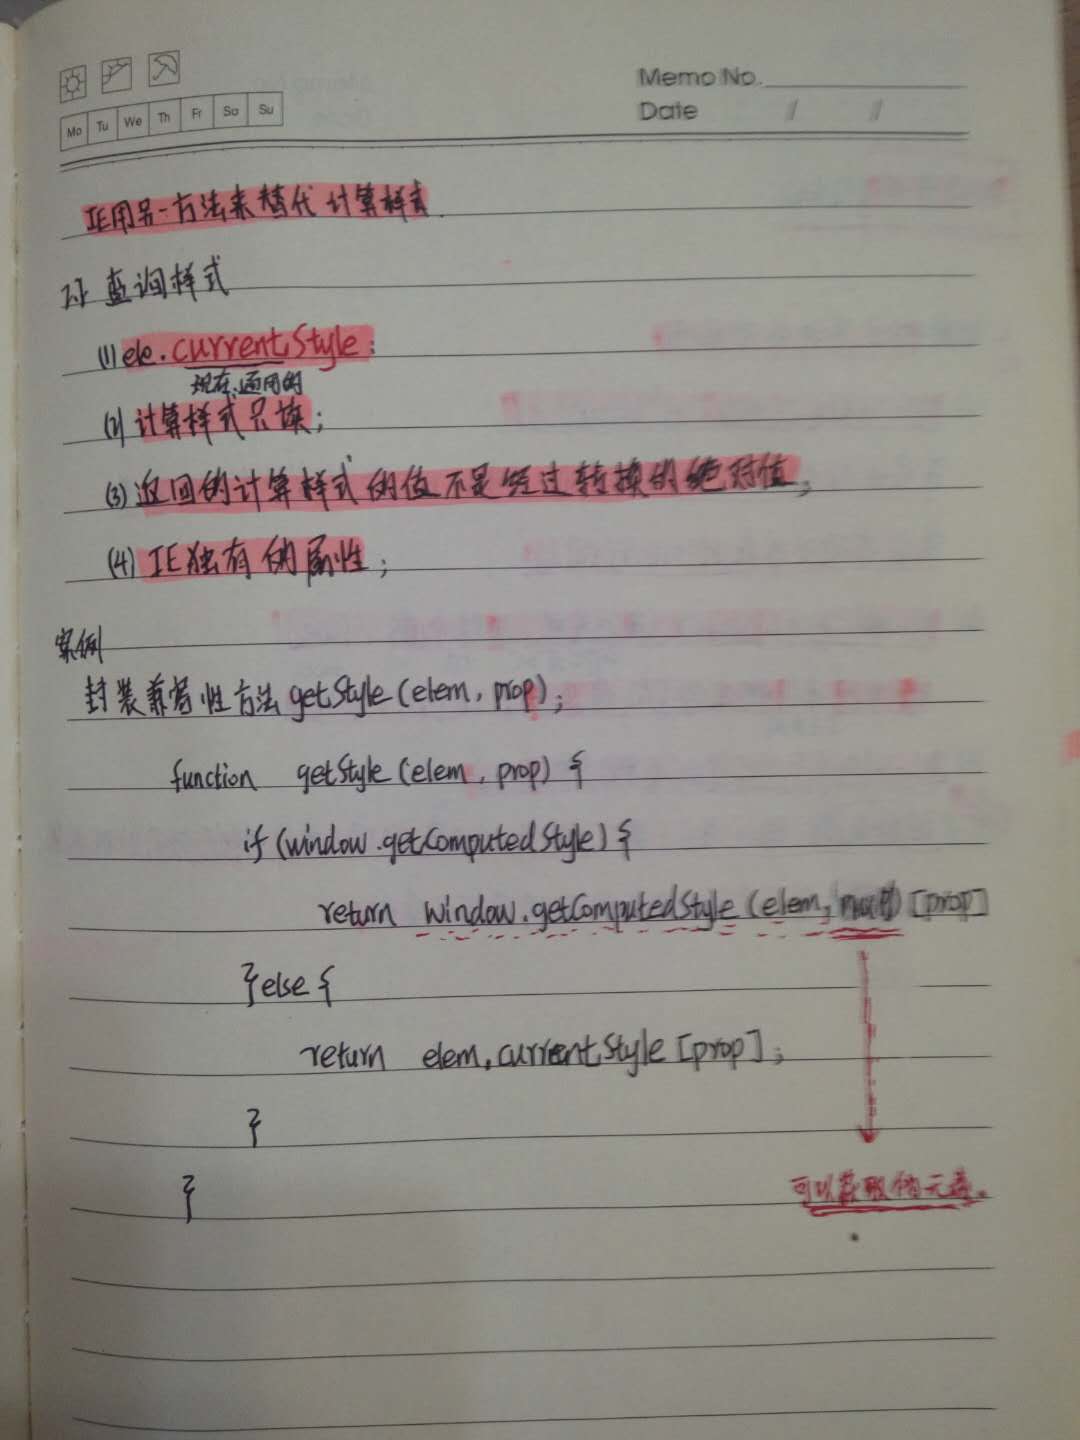 Memo No.
Date / /
Mo Tu We Th Fr Sa Su
IE用另一方法来替代计算样式.
查询样式
(1) ele.currentStyle;
现在,通用的
(2) 计算样式只读;
(3) 返回的计算样式的值不是经过转换的绝对值;
(4) IE独有的属性;
案例
封装兼容性方法 getStyle(elem, prop);
function getStyle(elem, prop) {
if (window.getComputedStyle) {
return window.getComputedStyle(elem, null) [prop]
}else {
return elem.currentStyle [prop];
}
}
可以获取伪元素。